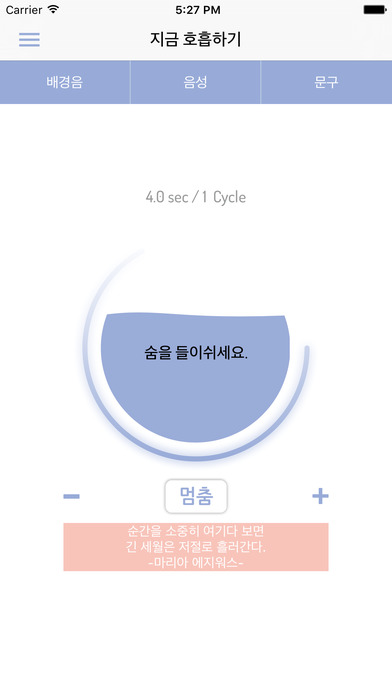 Carrier 5:27 PM
지금 호흡하기
배경음 음성 문구
4.0 sec / 1 Cycle
숨을 들이쉬세요.
멈춤
순간을 소중히 여기다 보면
긴 세월은 저절로 흘러간다.
-마리아 에지워스-